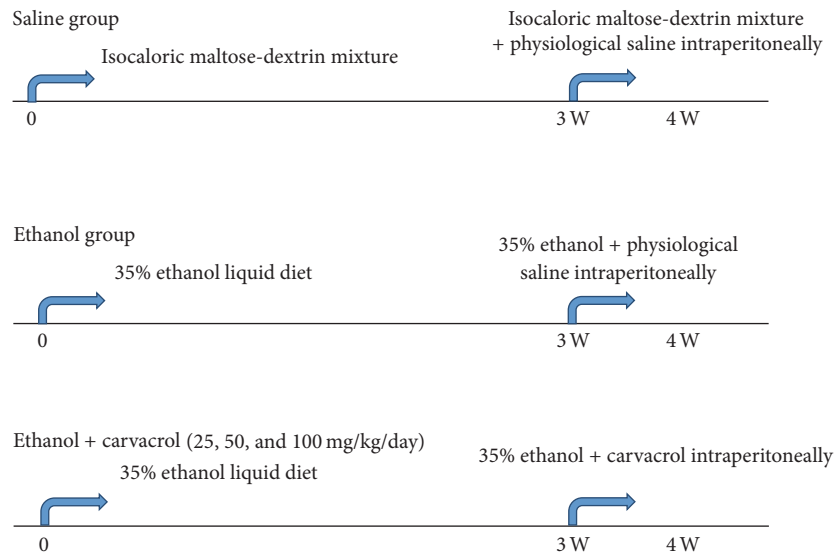 Saline group
Isocaloric maltose-dextrin mixture
Isocaloric maltose-dextrin mixture
+ physiological saline intraperitoneally
0
3 W
4 W
Ethanol group
35% ethanol liquid diet
35% ethanol + physiological
saline intraperitoneally
0
3 W
4 W
Ethanol + carvacrol (25, 50, and 100 mg/kg/day)
35% ethanol liquid diet
35% ethanol + carvacrol intraperitoneally
0
3 W
4 W